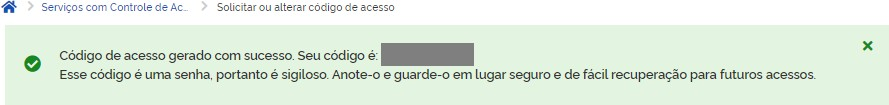 Serviços com Controle de Ac... Solicitar ou alterar código de acesso
Código de acesso gerado com sucesso. Seu código é:
Esse código é uma senha, portanto é sigiloso. Anote-o e guarde-o em lugar seguro e de fácil recuperação para futuros acessos.